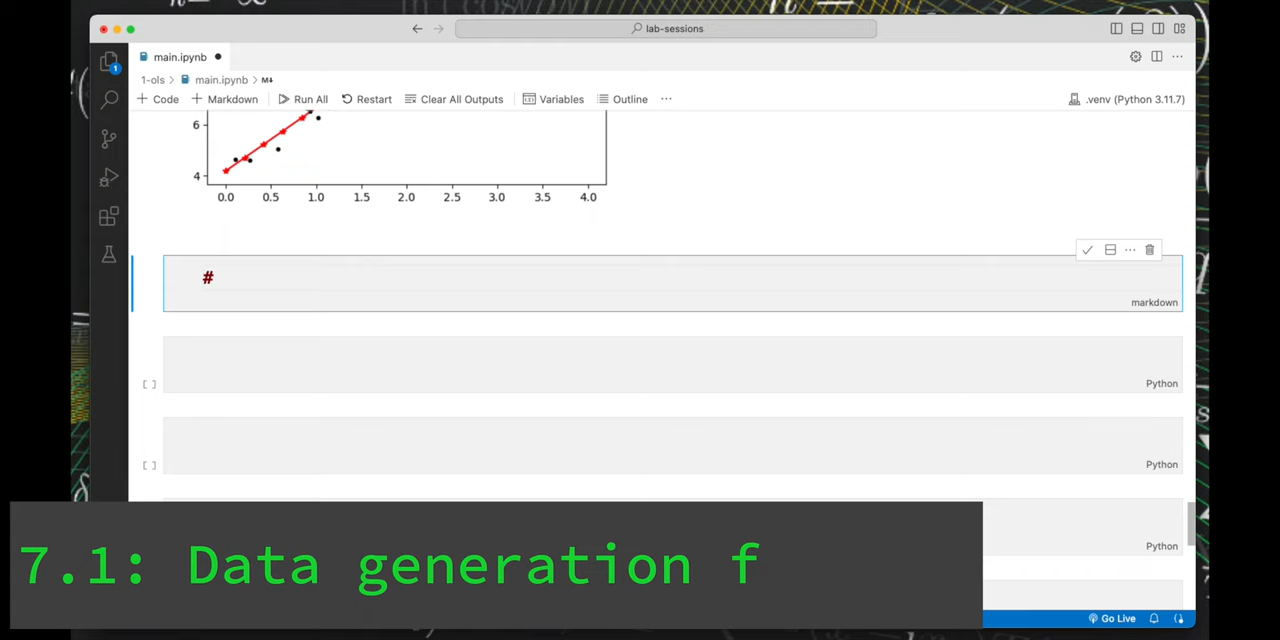 lab-sessions
main.ipynb
1-ols > main.ipynb > M↓
+ Code + Markdown Run All Restart Clear All Outputs Variables Outline ... .venv (Python 3.11.7)
1
6
4
0.0 0.5 1.0 1.5 2.0 2.5 3.0 3.5 4.0
#
markdown
[ ]
Python
[ ]
Python
Python
7.1: Data generation f
Go Live